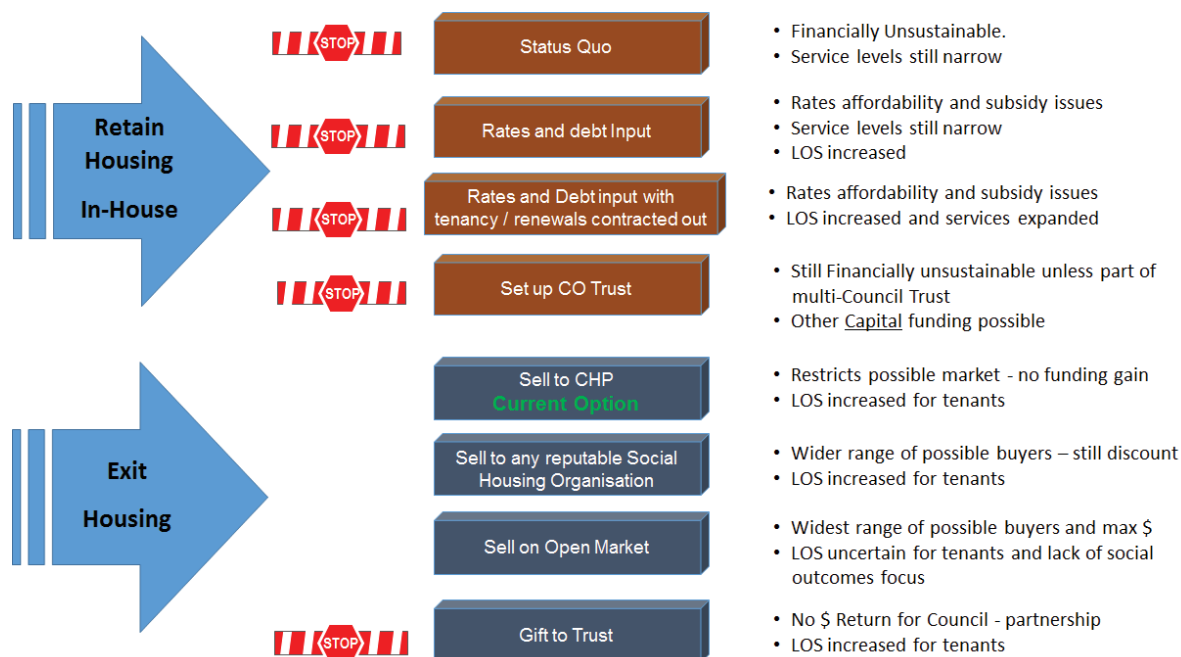 Retain
Housing
In-House
STOP
Status Quo
• Financially Unsustainable.
• Service levels still narrow
STOP
Rates and debt Input
• Rates affordability and subsidy issues
• Service levels still narrow
• LOS increased
STOP
Rates and Debt input with
tenancy / renewals contracted out
• Rates affordability and subsidy issues
• LOS increased and services expanded
STOP
Set up CO Trust
• Still Financially unsustainable unless part of
multi-Council Trust
• Other Capital funding possible
Exit
Housing
Sell to CHP
Current Option
• Restricts possible market - no funding gain
• LOS increased for tenants
Sell to any reputable Social
Housing Organisation
• Wider range of possible buyers – still discount
• LOS increased for tenants
Sell on Open Market
• Widest range of possible buyers and max $
• LOS uncertain for tenants and lack of social
outcomes focus
STOP
Gift to Trust
• No $ Return for Council - partnership
• LOS increased for tenants